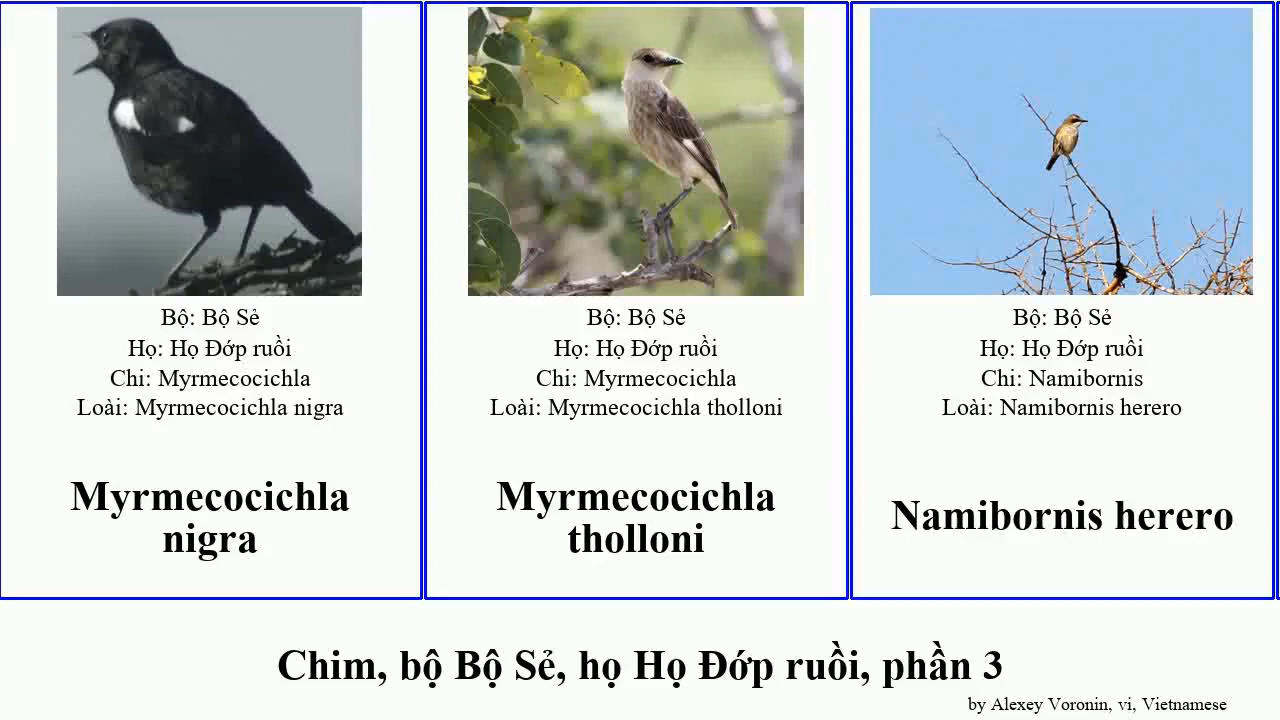 Bộ: Bộ Sẻ
Họ: Họ Đớp ruồi
Chi: Myrmecocichla
Loài: Myrmecocichla nigra
Myrmecocichla
nigra
Bộ: Bộ Sẻ
Họ: Họ Đớp ruồi
Chi: Myrmecocichla
Loài: Myrmecocichla tholloni
Myrmecocichla
tholloni
Bộ: Bộ Sẻ
Họ: Họ Đớp ruồi
Chi: Namibornis
Loài: Namibornis herero
Namibornis herero
Chim, bộ Bộ Sẻ, họ Họ Đớp ruồi, phần 3
by Alexey Voronin, vi, Vietnamese